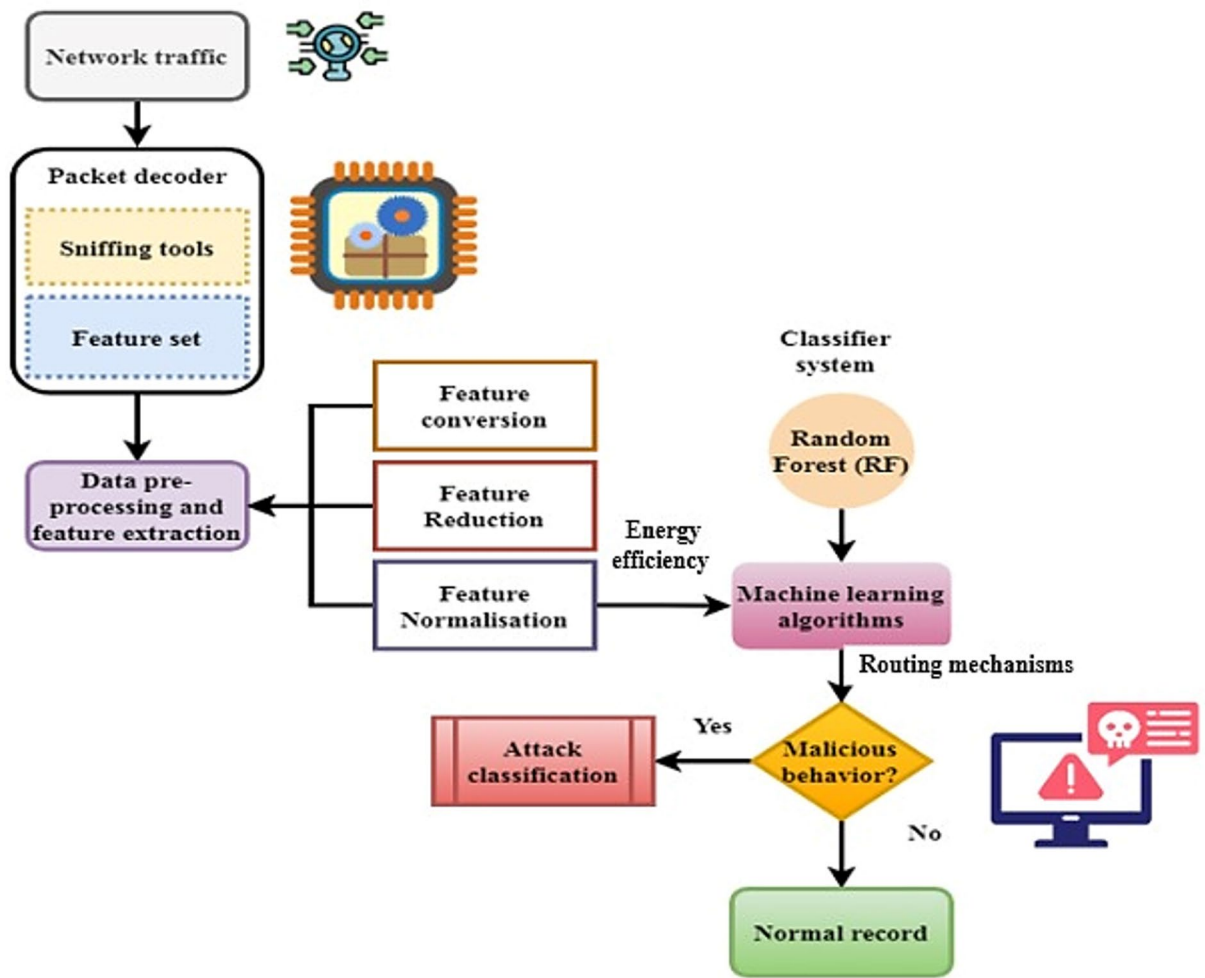 Network traffic
Packet decoder
Sniffing tools
Feature set
Data pre-
processing and
feature extraction
Feature
conversion
Feature
Reduction
Feature
Normalisation
Energy
efficiency
Classifier
system
Random
Forest (RF)
Machine learning
algorithms
Routing mechanisms
Malicious
behavior?
Yes
Attack
classification
No
Normal record